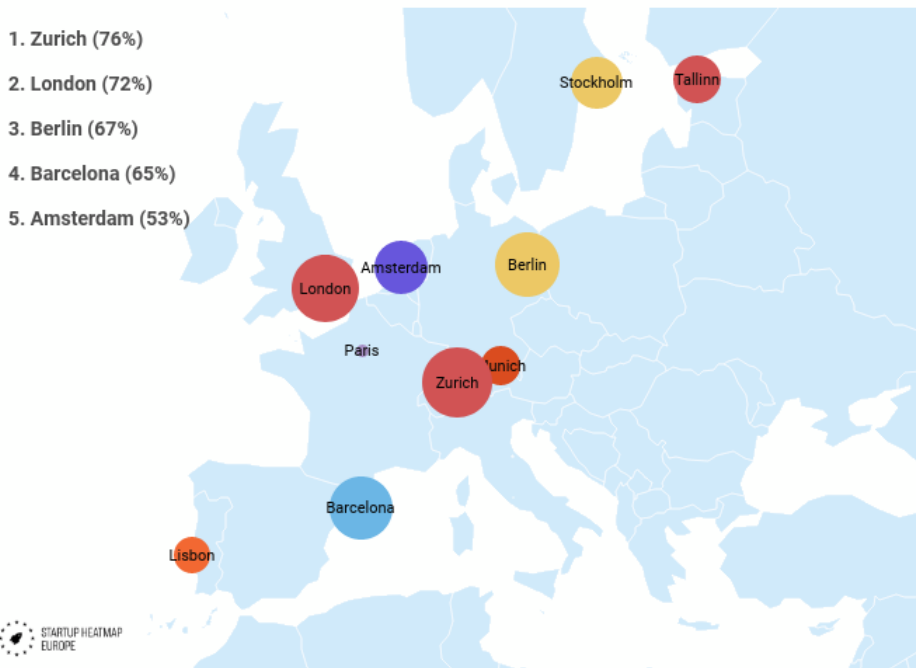 1. Zurich (76%)
2. London (72%)
3. Berlin (67%)
4. Barcelona (65%)
5. Amsterdam (53%)
Stockholm
Tallinn
Amsterdam
Berlin
London
Paris
unich
Zurich
Barcelona
Lisbon
STARTUP HEATMAP
EUROPE